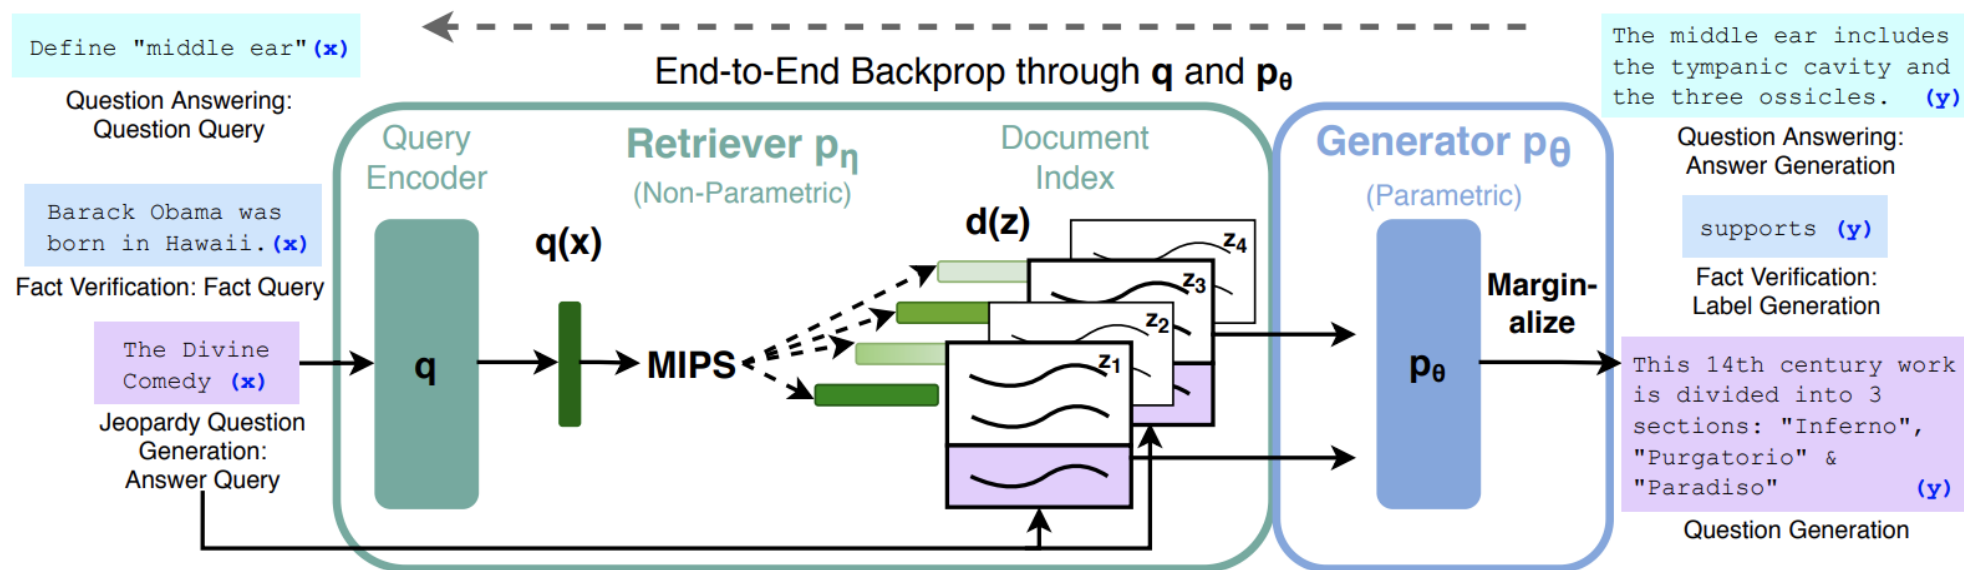 Define "middle ear" (x)
Question Answering:
Question Query
Barack Obama was
born in Hawaii. (x)
Fact Verification: Fact Query
The Divine
Comedy (x)
Jeopardy Question
Generation:
Answer Query
End-to-End Backprop through q and pθ
Query
Encoder
Retriever pη
(Non-Parametric)
Document
Index
q
q(x)
MIPS
d(z)
z4
z3
z2
z1
Generator pθ
(Parametric)
pθ
Margin-
alize
The middle ear includes
the tympanic cavity and
the three ossicles. (y)
Question Answering:
Answer Generation
supports (y)
Fact Verification:
Label Generation
This 14th century work
is divided into 3
sections: "Inferno",
"Purgatorio" &
"Paradiso" (y)
Question Generation